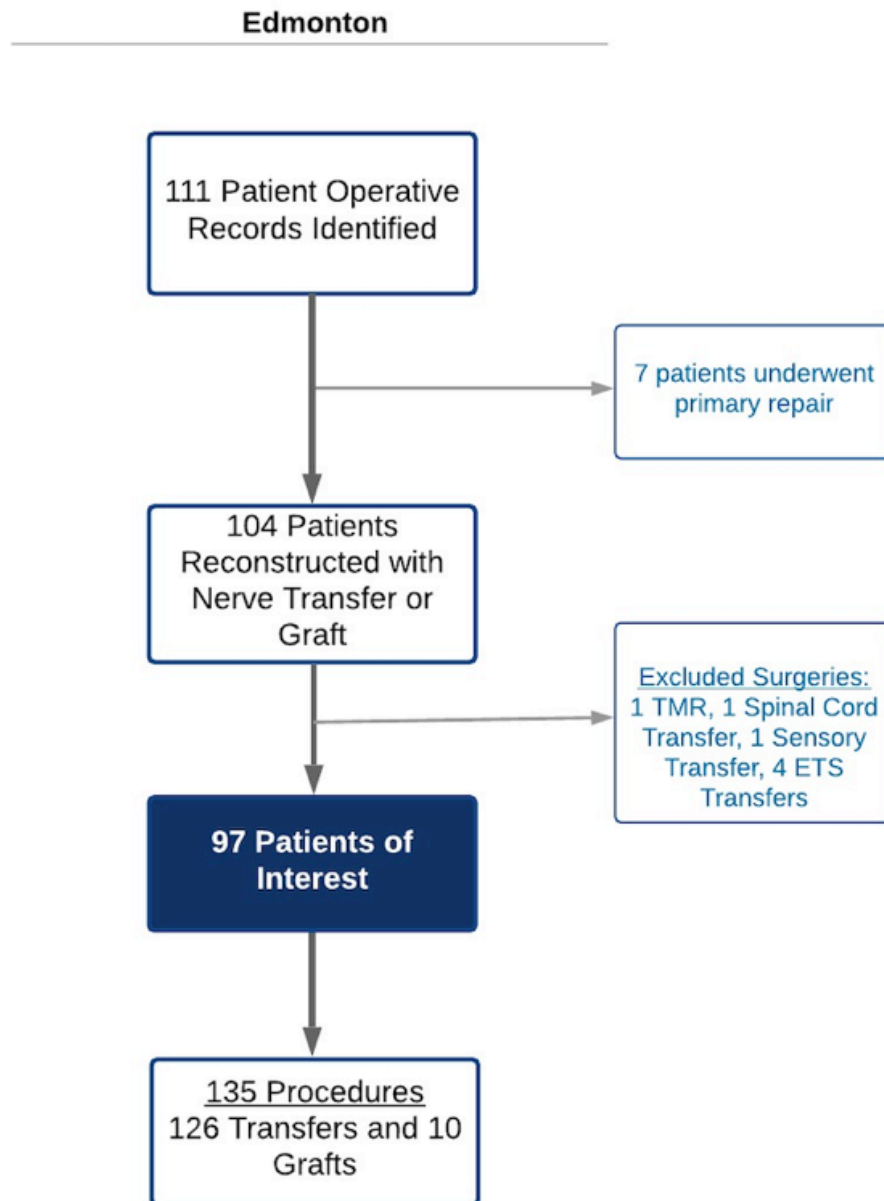 Edmonton
111 Patient Operative
Records Identified
7 patients underwent
primary repair
104 Patients
Reconstructed with
Nerve Transfer or
Graft
Excluded Surgeries:
1 TMR, 1 Spinal Cord
Transfer, 1 Sensory
Transfer, 4 ETS
Transfers
97 Patients of
Interest
135 Procedures
126 Transfers and 10
Grafts